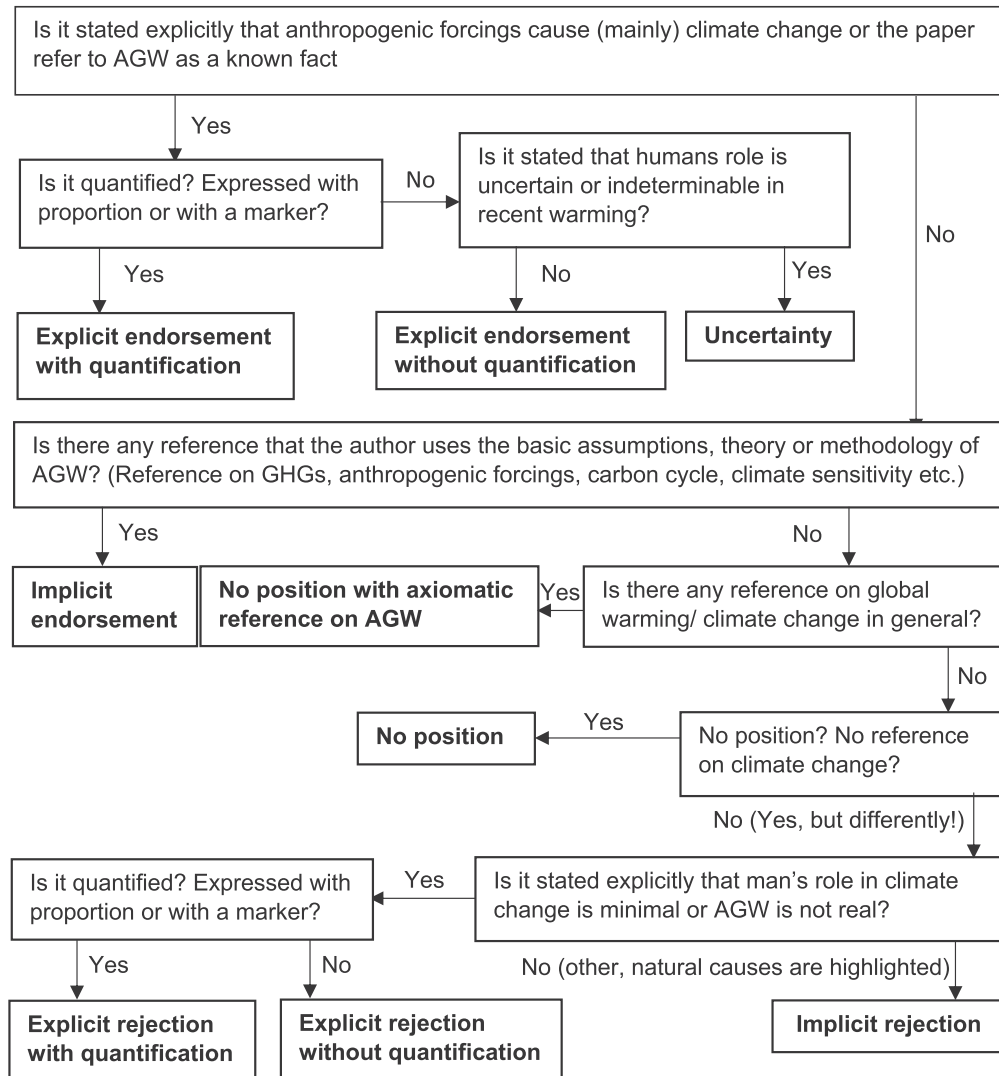 Is it stated explicitly that anthropogenic forcings cause (mainly) climate change or the paper
refer to AGW as a known fact
Yes
No
Is it quantified? Expressed with
proportion or with a marker?
No
Is it stated that humans role is
uncertain or indeterminable in
recent warming?
Yes
No
Yes
Explicit endorsement
with quantification
Explicit endorsement
without quantification
Uncertainty
Is there any reference that the author uses the basic assumptions, theory or methodology of
AGW? (Reference on GHGs, anthropogenic forcings, carbon cycle, climate sensitivity etc.)
Yes
No
Implicit
endorsement
No position with axiomatic
reference on AGW
Yes
Is there any reference on global
warming/ climate change in general?
No
No position
Yes
No position? No reference
on climate change?
No (Yes, but differently!)
Is it quantified? Expressed with
proportion or with a marker?
Yes
Is it stated explicitly that man's role in climate
change is minimal or AGW is not real?
Yes
No
No (other, natural causes are highlighted)
Explicit rejection
with quantification
Explicit rejection
without quantification
Implicit rejection